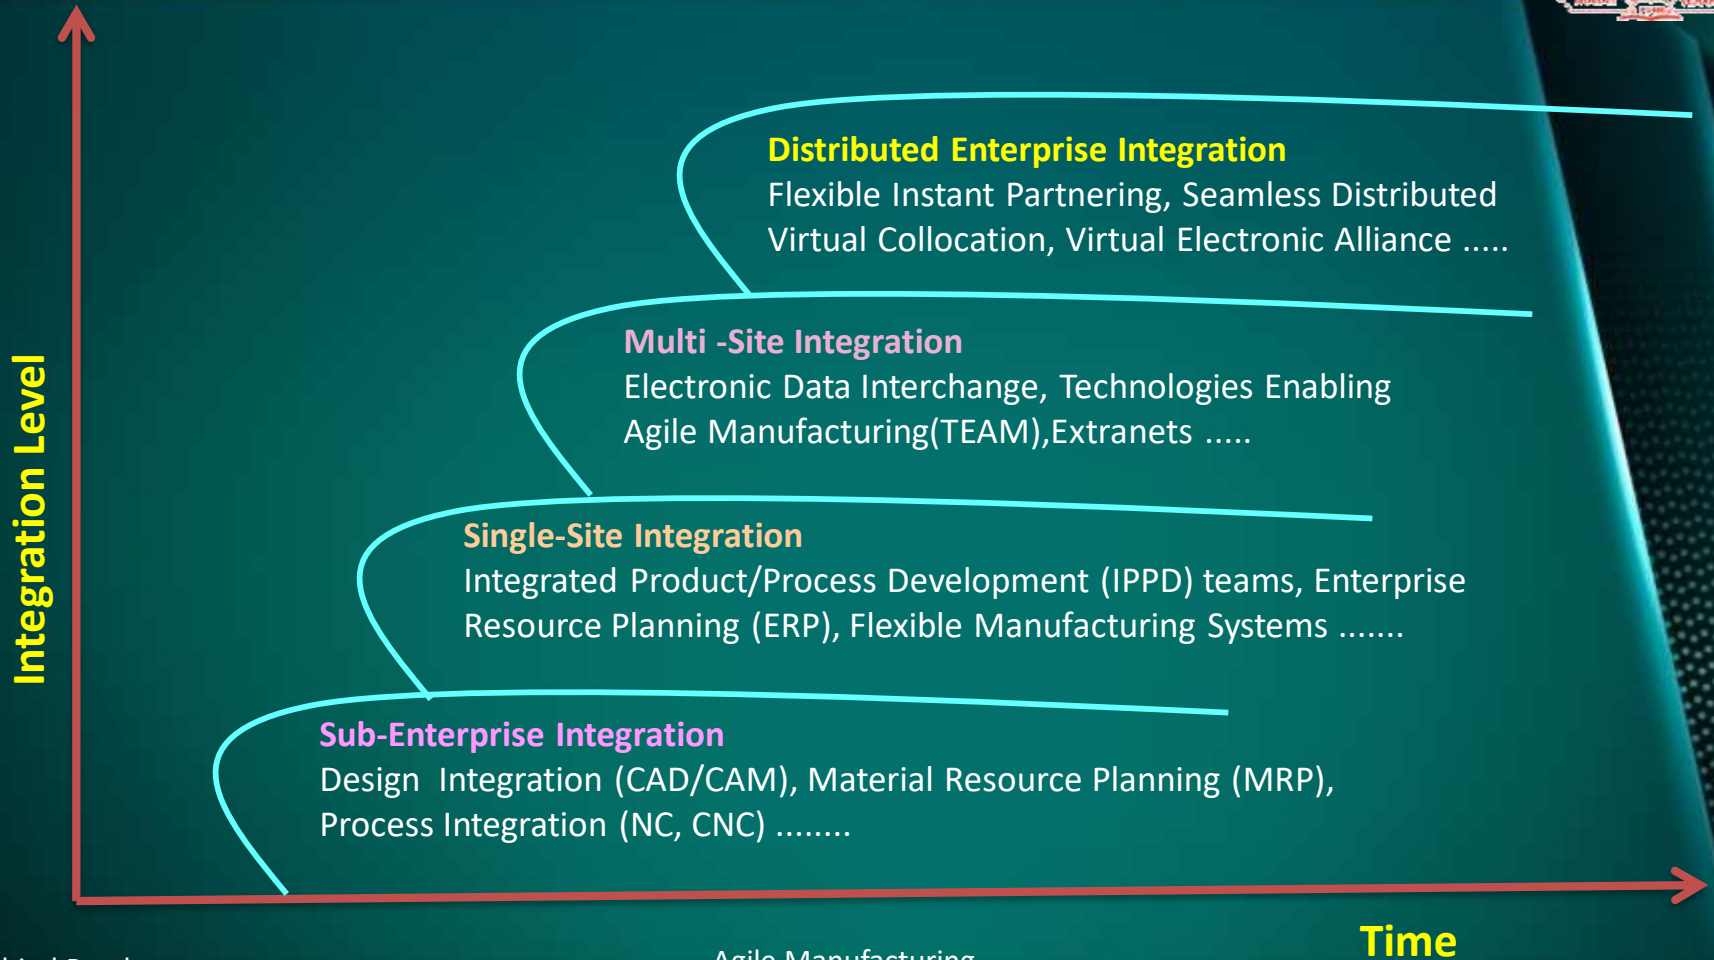 Distributed Enterprise Integration
Flexible Instant Partnering, Seamless Distributed
Virtual Collocation, Virtual Electronic Alliance .....
Multi -Site Integration
Electronic Data Interchange, Technologies Enabling
Agile Manufacturing(TEAM),Extranets .....
Integration Level
Single-Site Integration
Integrated Product/Process Development (IPPD) teams, Enterprise
Resource Planning (ERP), Flexible Manufacturing Systems .......
Sub-Enterprise Integration
Design Integration (CAD/CAM), Material Resource Planning (MRP),
Process Integration (NC, CNC) ........
Time
Agile Manufacturing